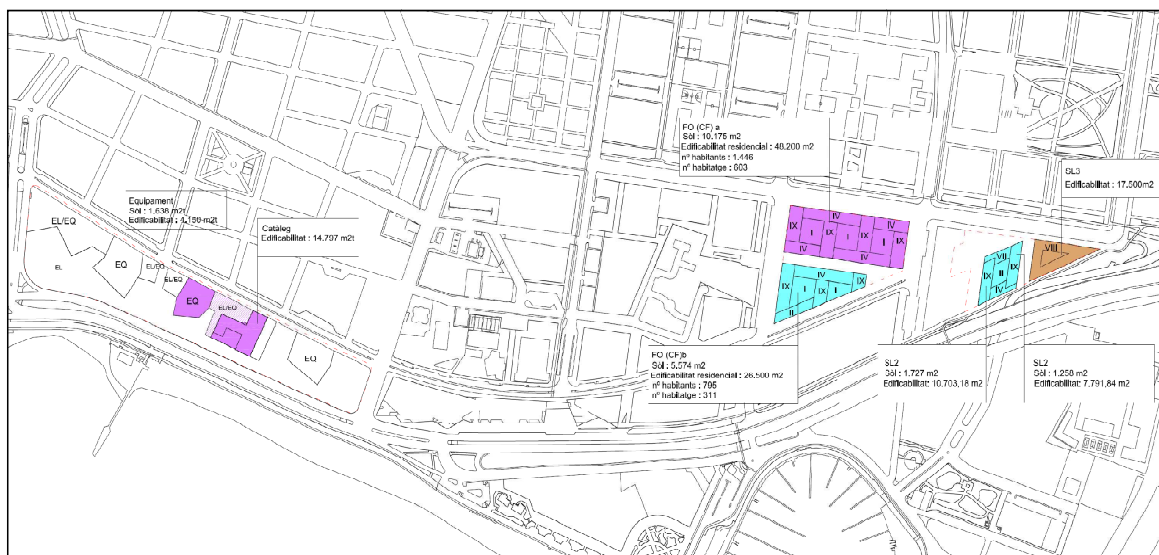 FO (CF) a
Sòl : 10.175 m2
Edificabilitat residencial : 48.200 m2
nº habitants : 1.446
nº habitatge : 603
SL3
Edificabilitat : 17.500m2
Equipament
Sòl : 1.638 m2t
Edificabilitat : 4.150 m2t
Catàleg
Edificabilitat : 14.797 m2t
EL/EQ
EL
EQ
EL/EQ
EL/EQ
EQ
EL/EQ
EQ
IV
IV
IX
I
IX
I
IX
I
IX
IV
IV
IV
IX
IX
I
IX
I
II
VII
IX
IX
II
IX
IV
VIII
FO (CF)b
Sòl : 5.574 m2
Edificabilitat residencial : 26.500 m2
nº habitants : 795
nº habitatge : 311
SL2
Sòl : 1.727 m2
Edificabilitat: 10.703,18 m2
SL2
Sòl : 1.258 m2
Edificabilitat: 7.791,84 m2